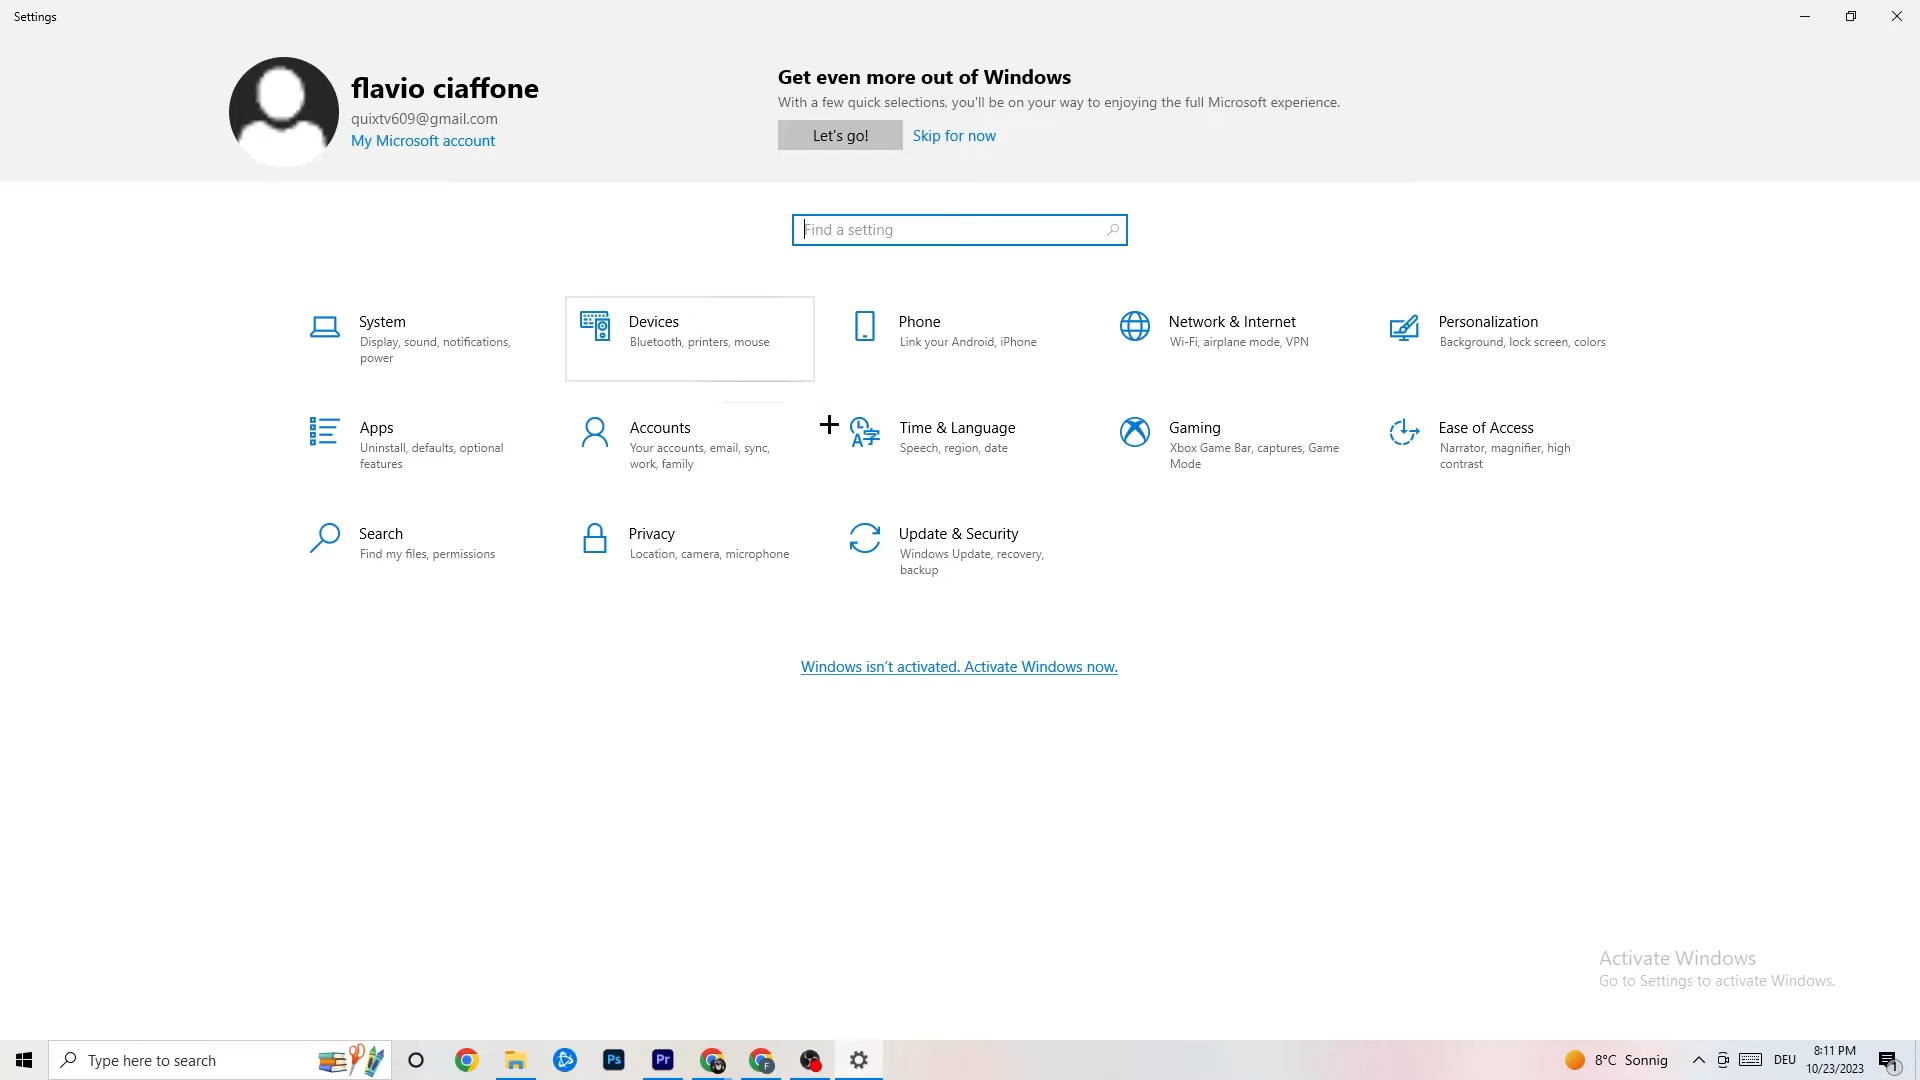 Settings
flavio ciaffone
quixtv609@gmail.com
My Microsoft account
Get even more out of Windows
With a few quick selections, you'll be on your way to enjoying the full Microsoft experience.
Let's go!
Skip for now
Find a setting
System
Display, sound, notifications,
power
Devices
Bluetooth, printers, mouse
Phone
Link your Android, iPhone
Network & Internet
Wi-Fi, airplane mode, VPN
Personalization
Background, lock screen, colors
Apps
Uninstall, defaults, optional
features
Accounts
Your accounts, email, sync,
work, family
Time & Language
Speech, region, date
Gaming
Xbox Game Bar, captures, Game
Mode
Ease of Access
Narrator, magnifier, high
contrast
Search
Find my files, permissions
Privacy
Location, camera, microphone
Update & Security
Windows Update, recovery,
backup
Windows isn't activated. Activate Windows now.
Activate Windows
Go to Settings to activate Windows.
Type here to search
Ps
Pr
F
8°C Sonnig
DEU
8:11 PM
10/23/2023
1